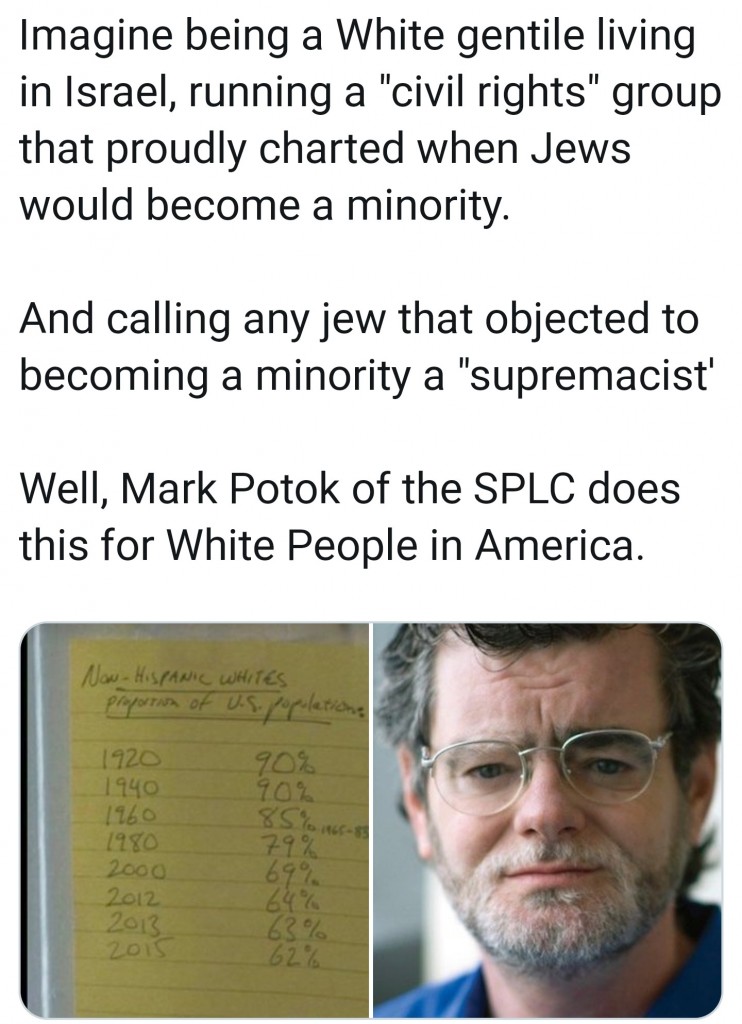 Imagine being a White gentile living
in Israel, running a "civil rights" group
that proudly charted when Jews
would become a minority.
And calling any jew that objected to
becoming a minority a "supremacist'
Well, Mark Potok of the SPLC does
this for White People in America.
Non-Hispanic whites
proportion of U.S. populations
1920 90%
1940 90%
1960 85%
1980 79%
2000 69%
2012 64%
2013 63%
2015 62%